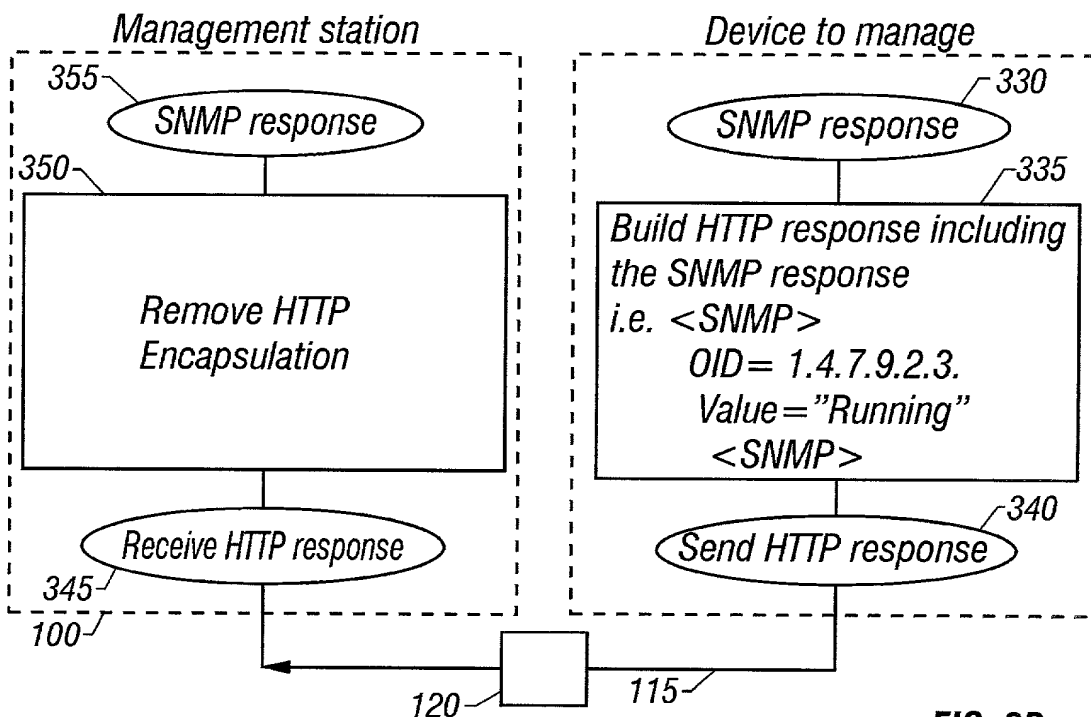 Management station
Device to manage
355
SNMP response
330
SNMP response
350
335
Remove HTTP
Encapsulation
Build HTTP response including
the SNMP response
i.e. <SNMP>
OID= 1.4.7.9.2.3.
Value="Running"
<SNMP>
Receive HTTP response
345
340
Send HTTP response
100
120
115